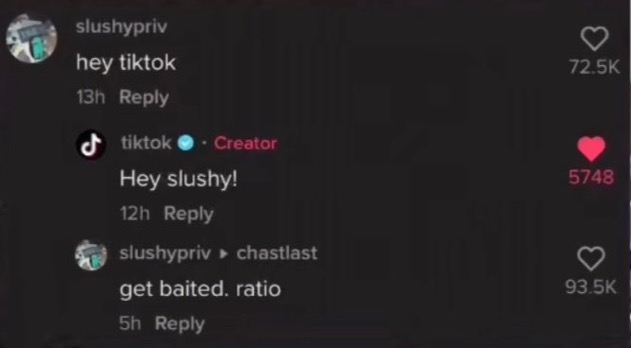 slushypriv
hey tiktok
72.5K
13h Reply
tiktok · Creator
Hey slushy!
5748
12h Reply
slushypriv ▸ chastlast
get baited. ratio
93.5K
5h Reply